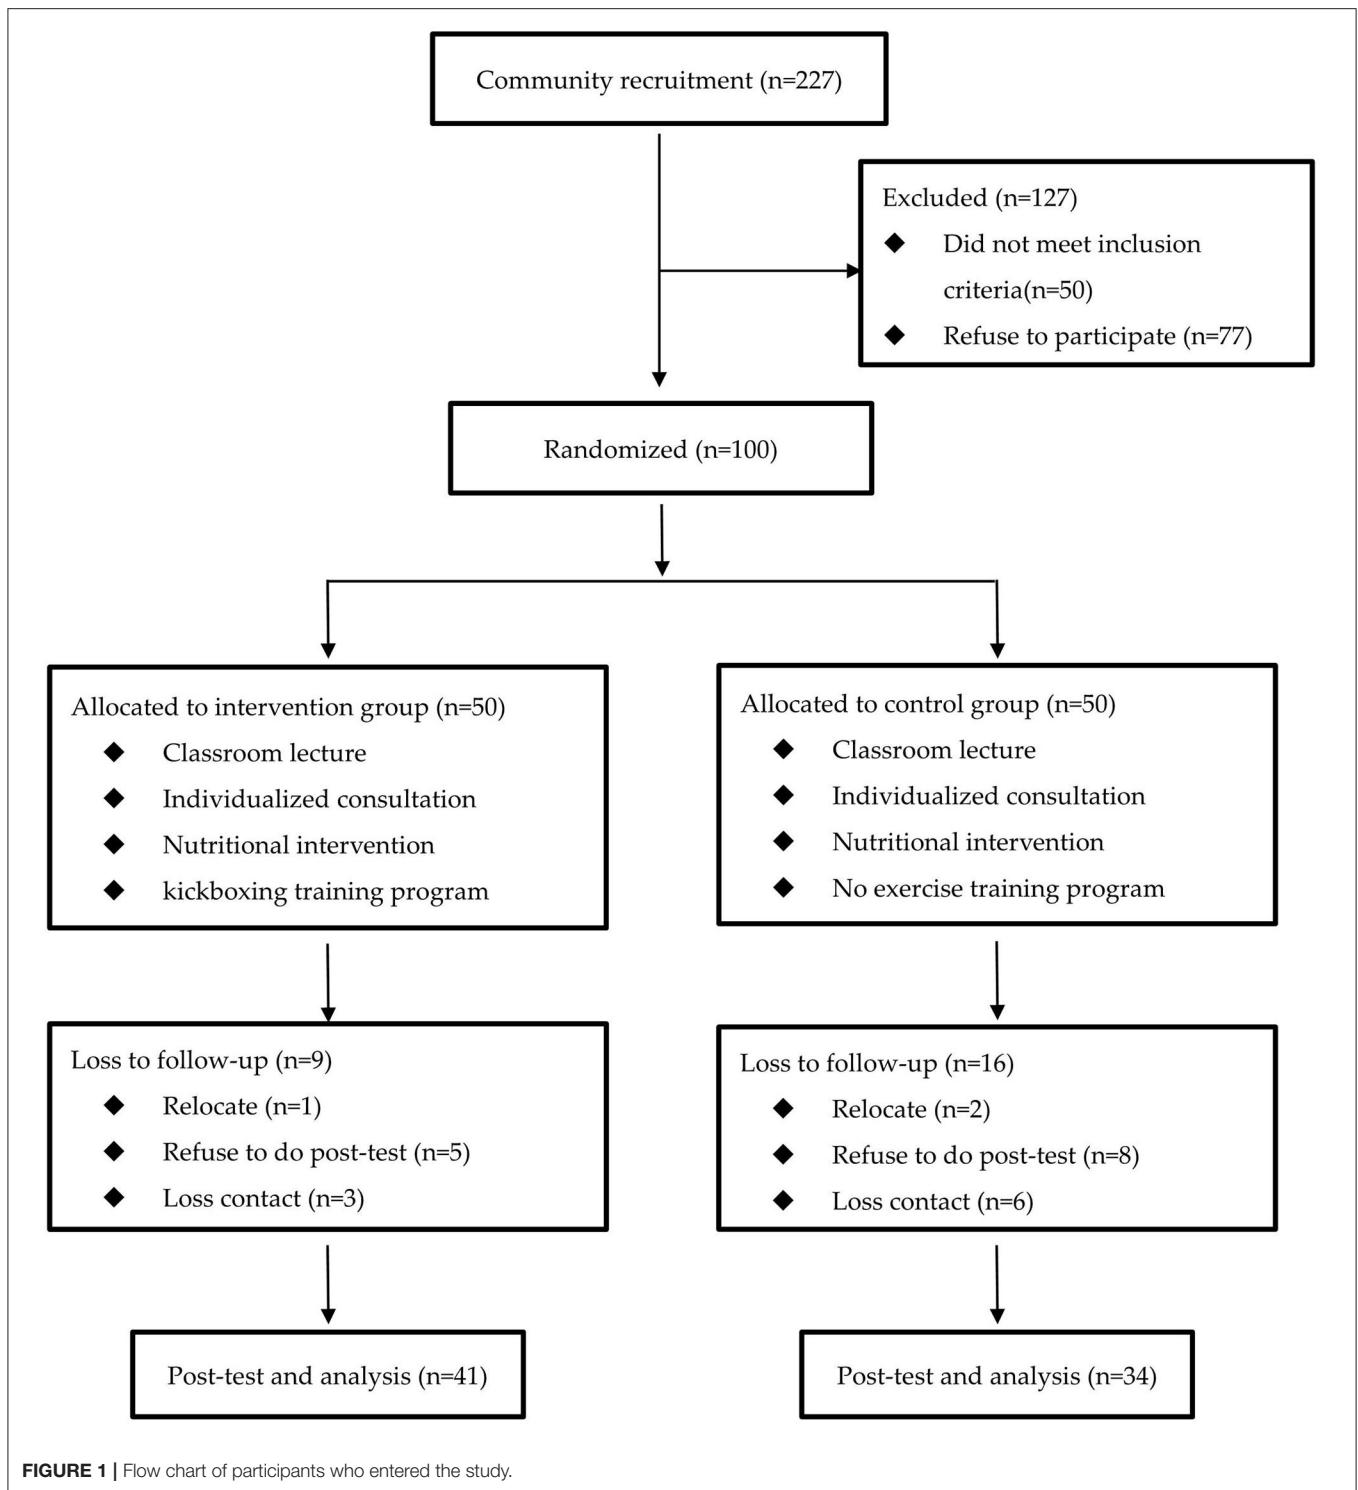 Community recruitment (n=227)
Excluded (n=127)
◆ Did not meet inclusion
criteria(n=50)
◆ Refuse to participate (n=77)
Randomized (n=100)
Allocated to intervention group (n=50)
◆ Classroom lecture
◆ Individualized consultation
◆ Nutritional intervention
◆ kickboxing training program
Allocated to control group (n=50)
◆ Classroom lecture
◆ Individualized consultation
◆ Nutritional intervention
◆ No exercise training program
Loss to follow-up (n=9)
◆ Relocate (n=1)
◆ Refuse to do post-test (n=5)
◆ Loss contact (n=3)
Loss to follow-up (n=16)
◆ Relocate (n=2)
◆ Refuse to do post-test (n=8)
◆ Loss contact (n=6)
Post-test and analysis (n=41)
Post-test and analysis (n=34)
FIGURE 1 | Flow chart of participants who entered the study.